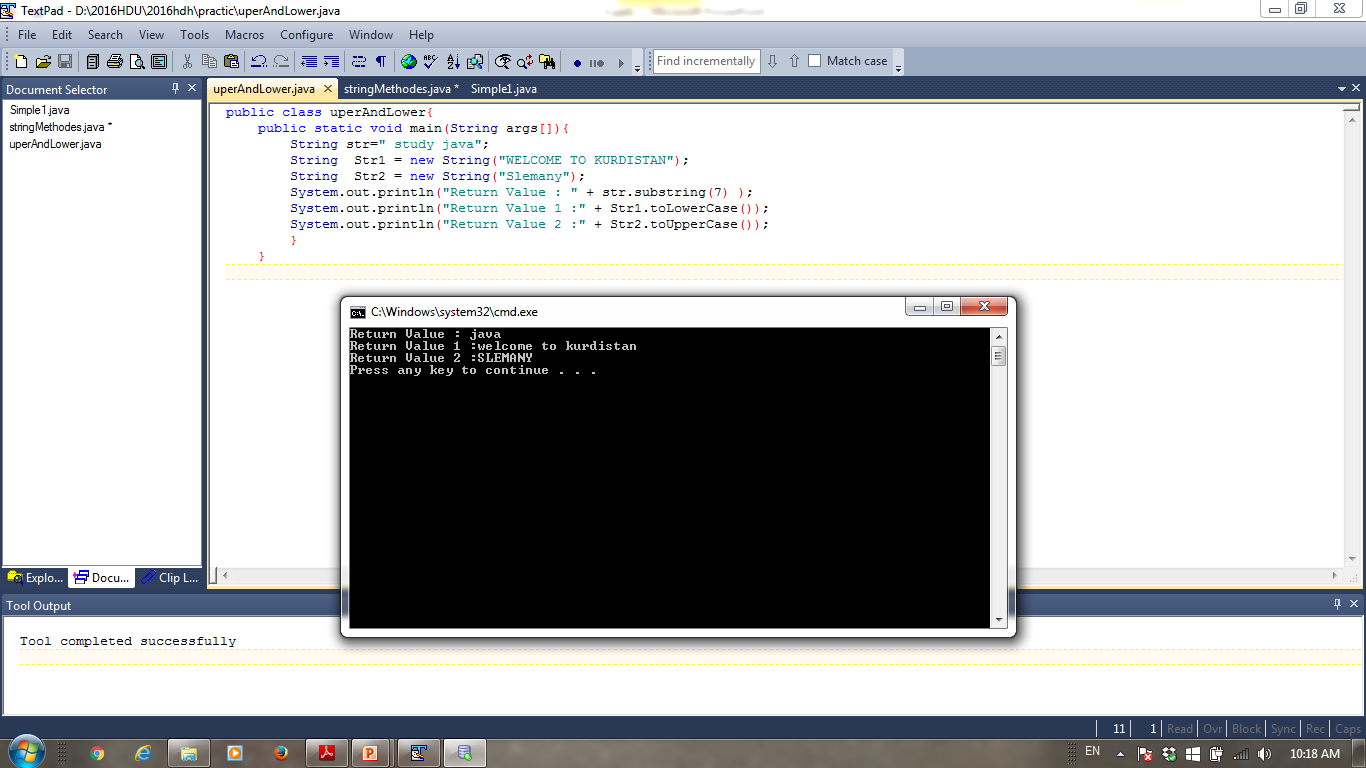 TextPad - D:\2016HDU\2016hdh\practic\uperAndLower.java
File Edit Search View Tools Macros Configure Window Help
Find incrementally Match case
Document Selector
Simple1.java
stringMethodes.java *
uperAndLower.java
Explo... Docu... Clip L...
uperAndLower.java stringMethodes.java * Simple1.java
public class uperAndLower{
    public static void main(String args[]){
        String str=" study java";
        String  Str1 = new String("WELCOME TO KURDISTAN");
        String  Str2 = new String("Slemany");
        System.out.println("Return Value : " + str.substring(7) );
        System.out.println("Return Value 1 :" + Str1.toLowerCase());
        System.out.println("Return Value 2 :" + Str2.toUpperCase());
        }
    }
C:\Windows\system32\cmd.exe
Return Value : java
Return Value 1 :welcome to kurdistan
Return Value 2 :SLEMANY
Press any key to continue . . .
Tool Output
Tool completed successfully
11 1 Read Ovr Block Sync Rec Caps
EN 10:18 AM